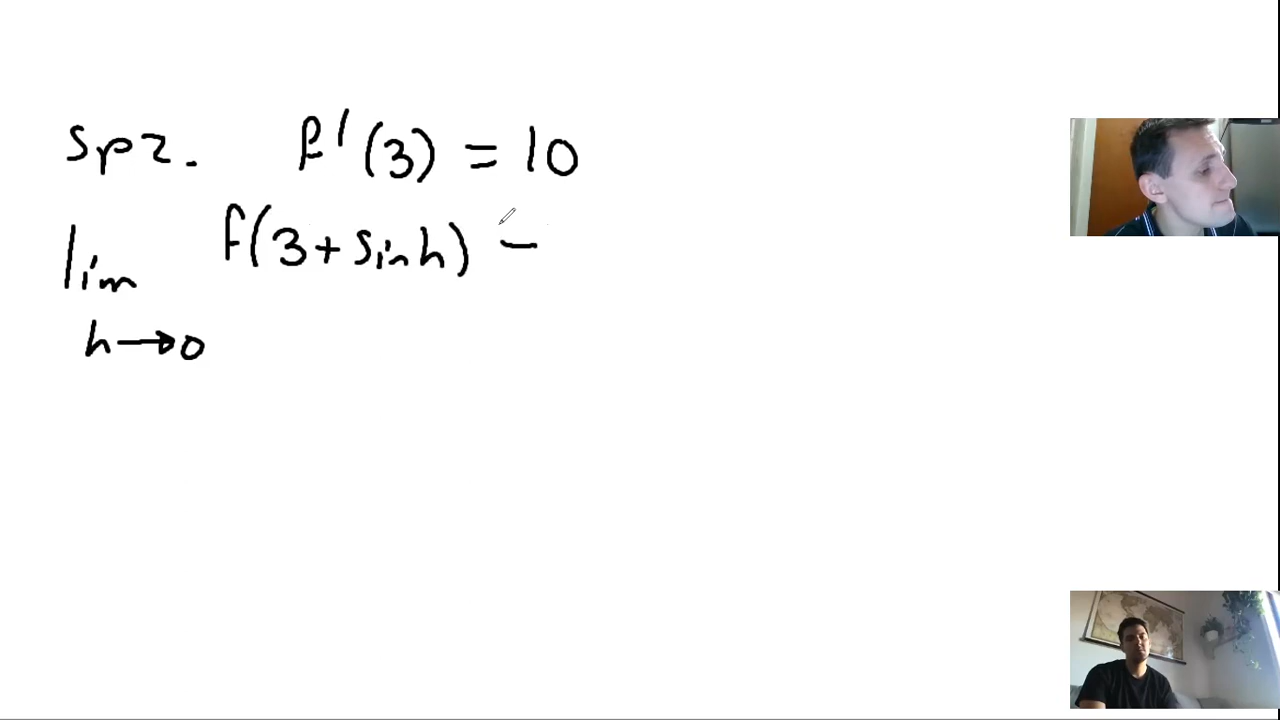 Spz. f'(3) = 10
lim f(3+sinh) -
h→0